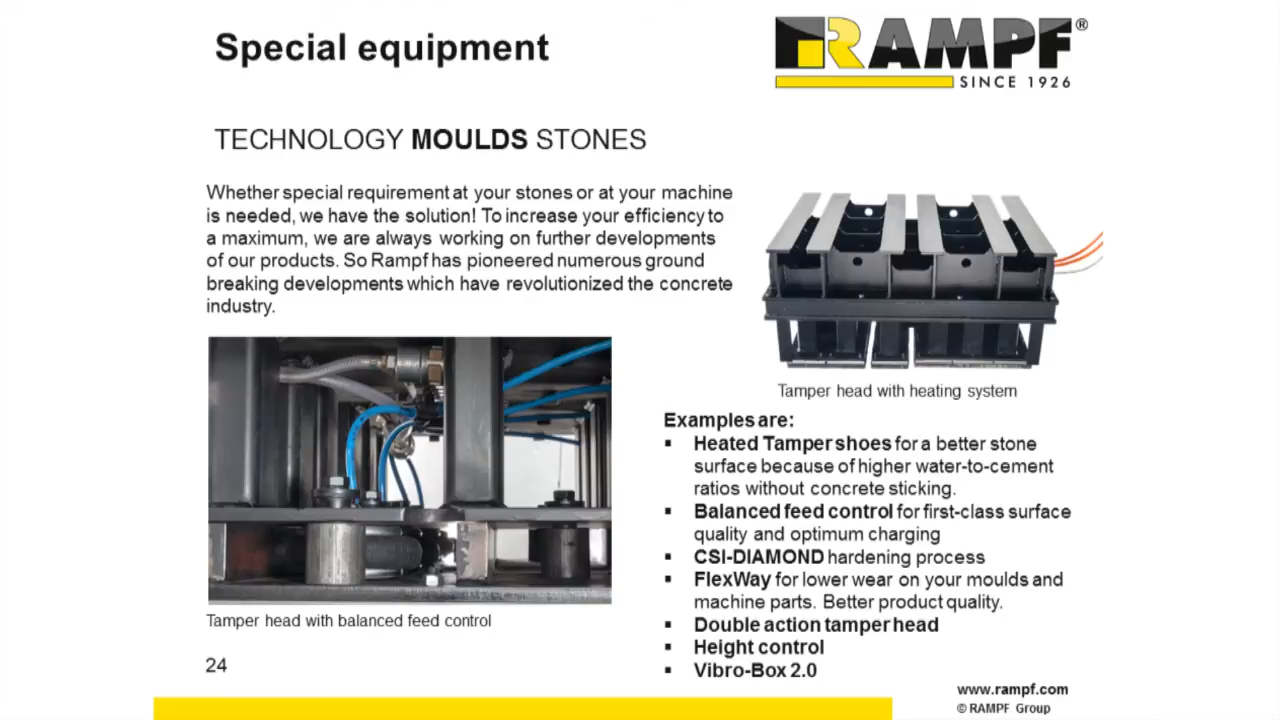 Special equipment
RAMPF®
SINCE 1926
TECHNOLOGY MOULDS STONES
Whether special requirement at your stones or at your machine
is needed, we have the solution! To increase your efficiency to
a maximum, we are always working on further developments
of our products. So Rampf has pioneered numerous ground
breaking developments which have revolutionized the concrete
industry.
Tamper head with heating system
Examples are:
▪ Heated Tamper shoes for a better stone
surface because of higher water-to-cement
ratios without concrete sticking.
▪ Balanced feed control for first-class surface
quality and optimum charging
▪ CSI-DIAMOND hardening process
▪ FlexWay for lower wear on your moulds and
machine parts. Better product quality.
▪ Double action tamper head
▪ Height control
▪ Vibro-Box 2.0
Tamper head with balanced feed control
24
www.rampf.com
© RAMPF Group